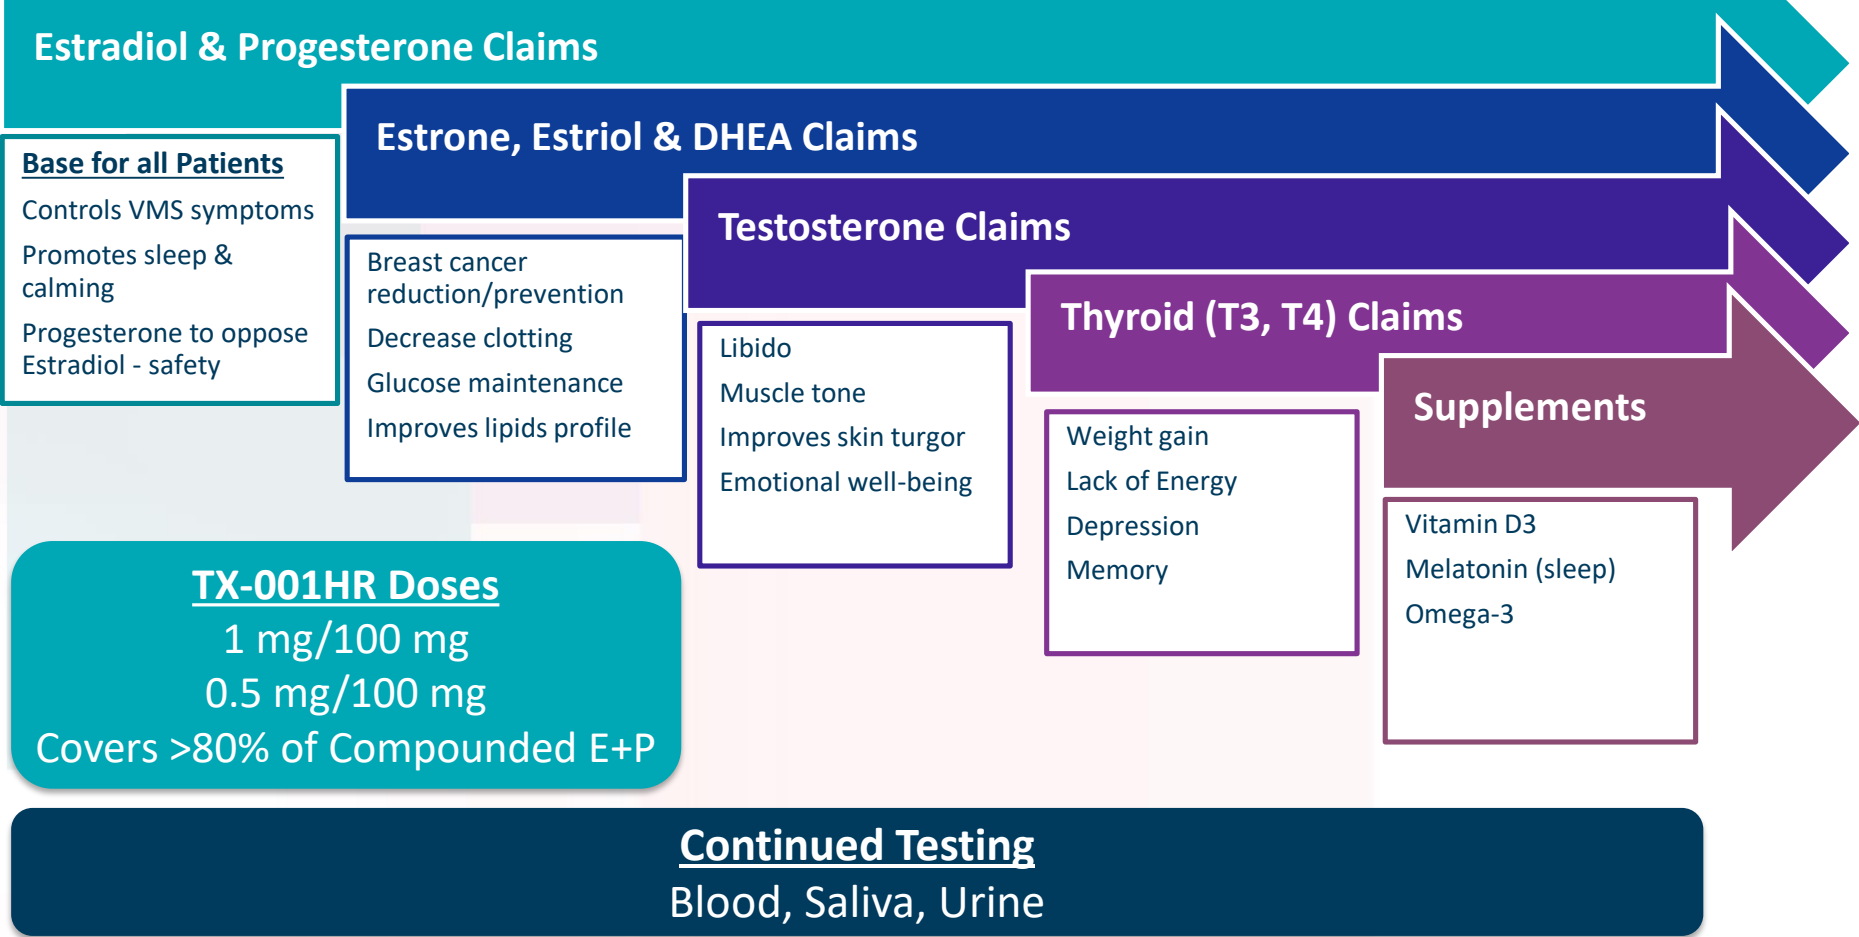 Estradiol & Progesterone Claims
Base for all Patients
Controls VMS symptoms
Promotes sleep &
calming
Progesterone to oppose
Estradiol - safety
Estrone, Estriol & DHEA Claims
Breast cancer
reduction/prevention
Decrease clotting
Glucose maintenance
Improves lipids profile
Testosterone Claims
Libido
Muscle tone
Improves skin turgor
Emotional well-being
Thyroid (T3, T4) Claims
Weight gain
Lack of Energy
Depression
Memory
Supplements
Vitamin D3
Melatonin (sleep)
Omega-3
TX-001HR Doses
1 mg/100 mg
0.5 mg/100 mg
Covers >80% of Compounded E+P
Continued Testing
Blood, Saliva, Urine